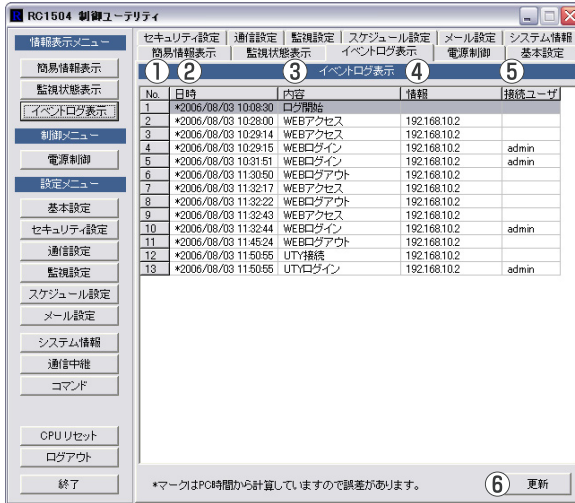 RC1504 制御ユーティリティ
情報表示メニュー
簡易情報表示
監視状態表示
イベントログ表示
制御メニュー
電源制御
設定メニュー
基本設定
セキュリティ設定
通信設定
監視設定
スケジュール設定
メール設定
システム情報
通信中継
コマンド
CPUリセット
ログアウト
終了
セキュリティ設定 通信設定 監視設定 スケジュール設定 メール設定 システム情報
簡易情報表示 監視状態表示 イベントログ表示 電源制御 基本設定
イベントログ表示
① ② ③ ④ ⑤
No. 日時 内容 情報 接続ユーザ
1 *2006/08/03 10:08:30 ログ開始
2 *2006/08/03 10:28:00 WEBアクセス 192.168.10.2
3 *2006/08/03 10:29:14 WEBアクセス 192.168.10.2
4 *2006/08/03 10:29:15 WEBログイン 192.168.10.2 admin
5 *2006/08/03 10:31:51 WEBログイン 192.168.10.2 admin
6 *2006/08/03 11:30:50 WEBログアウト 192.168.10.2
7 *2006/08/03 11:32:17 WEBアクセス 192.168.10.2
8 *2006/08/03 11:32:22 WEBログアウト 192.168.10.2
9 *2006/08/03 11:32:43 WEBアクセス 192.168.10.2
10 *2006/08/03 11:32:44 WEBログイン 192.168.10.2 admin
11 *2006/08/03 11:45:24 WEBログアウト 192.168.10.2
12 *2006/08/03 11:50:55 UTY接続 192.168.10.2
13 *2006/08/03 11:50:55 UTYログイン 192.168.10.2 admin
*マークはPC時間から計算していますので誤差があります。
⑥ 更新